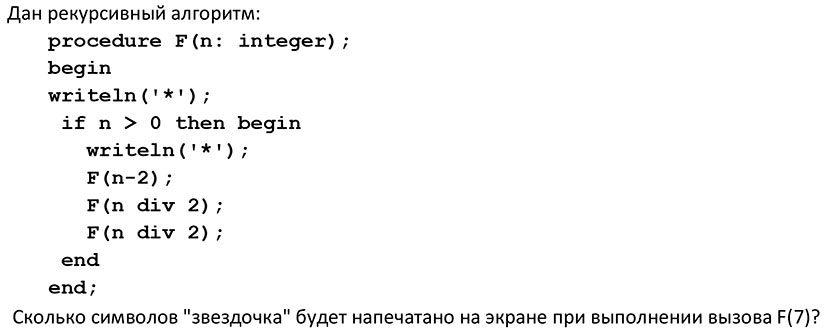 Дан рекурсивный алгоритм:
procedure F(n: integer);
begin
writeln('*');
if n > 0 then begin
writeln('*');
F(n-2);
F(n div 2);
F(n div 2);
end
end;
Сколько символов "звездочка" будет напечатано на экране при выполнении вызова F(7)?